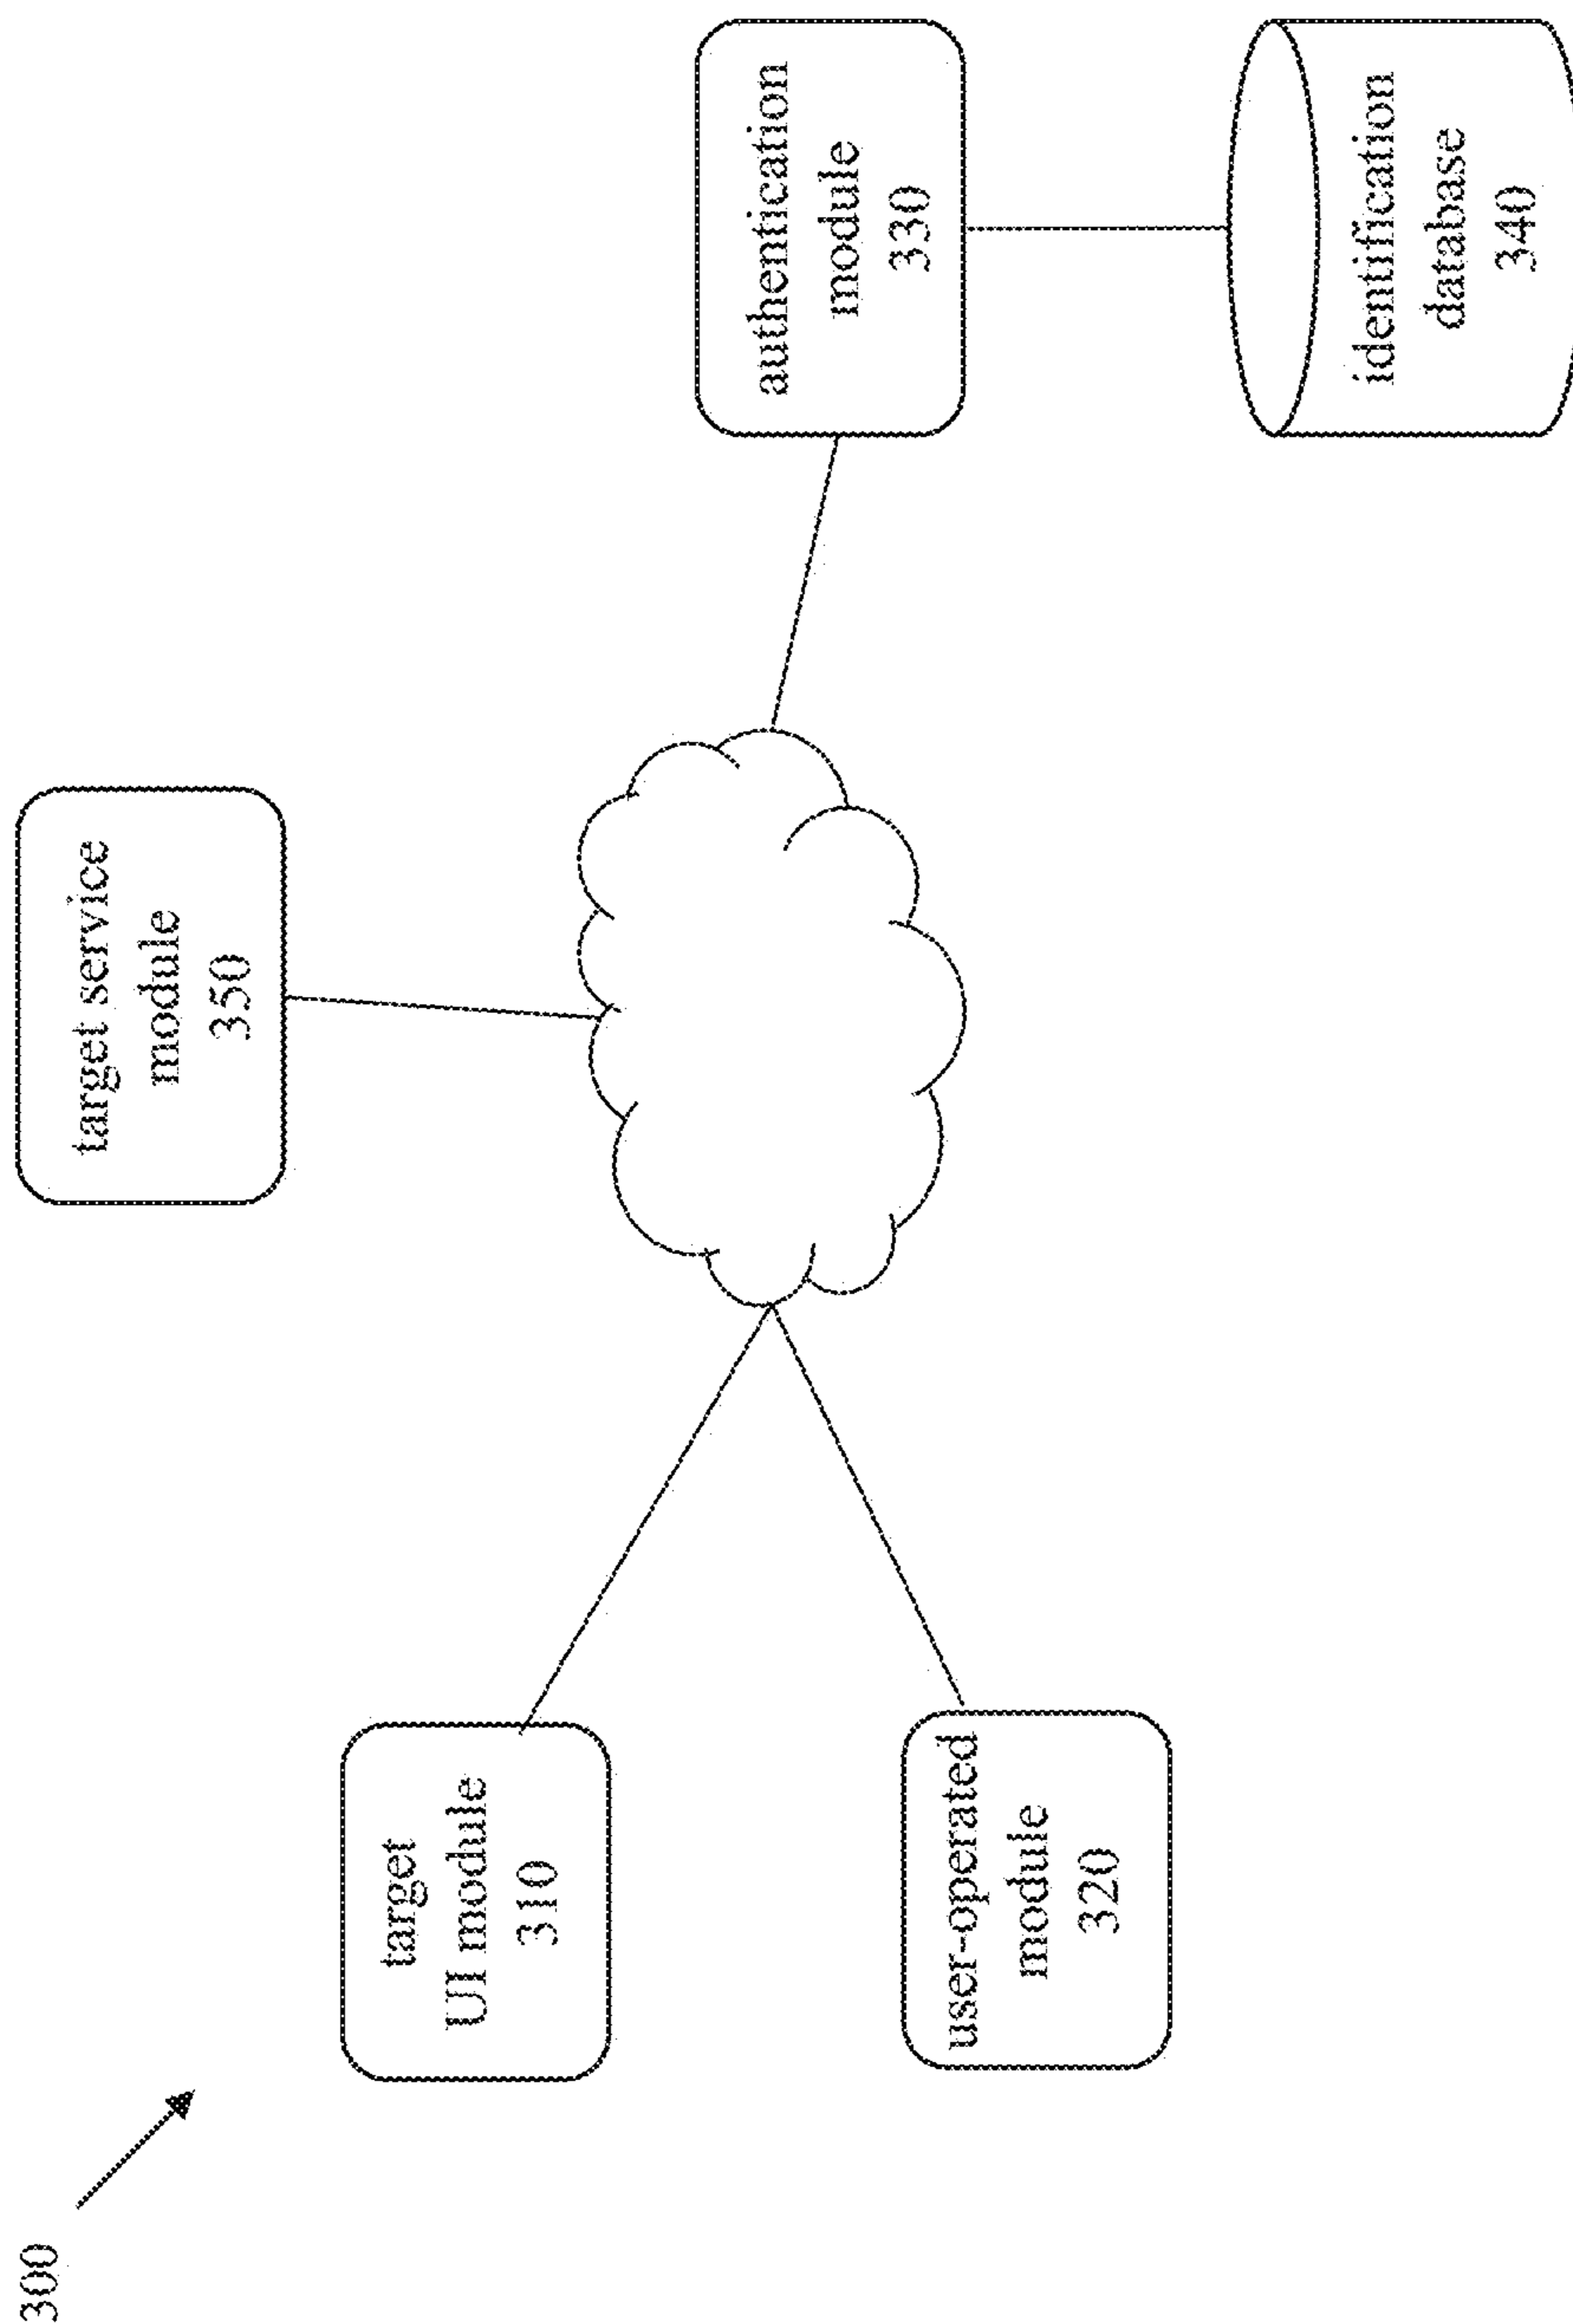 300
target service
module
350
target
UI module
310
user-operated
module
320
authentication
module
330
identification
database
340